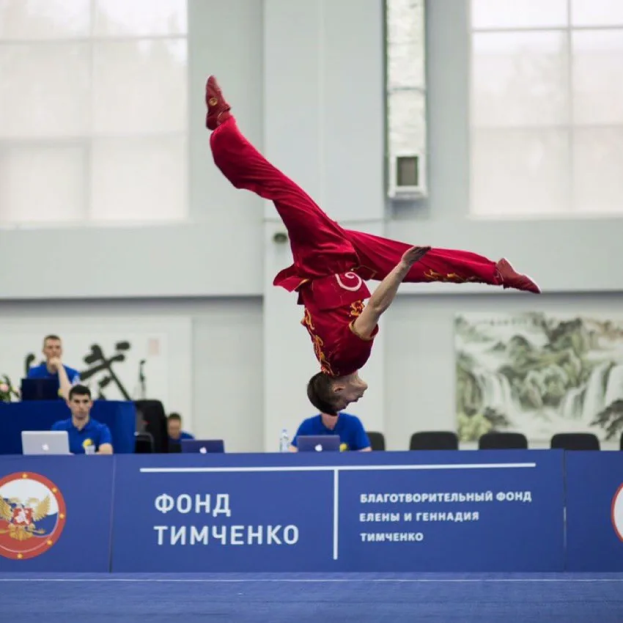 ФОНД
ТИМЧЕНКО
БЛАГОТВОРИТЕЛЬНЫЙ ФОНД
ЕЛЕНЫ И ГЕННАДИЯ
ТИМЧЕНКО